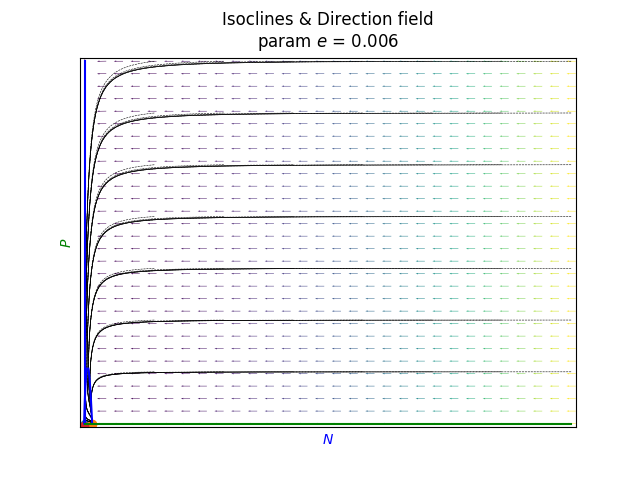 Isoclines & Direction field
param e = 0.006
P
N